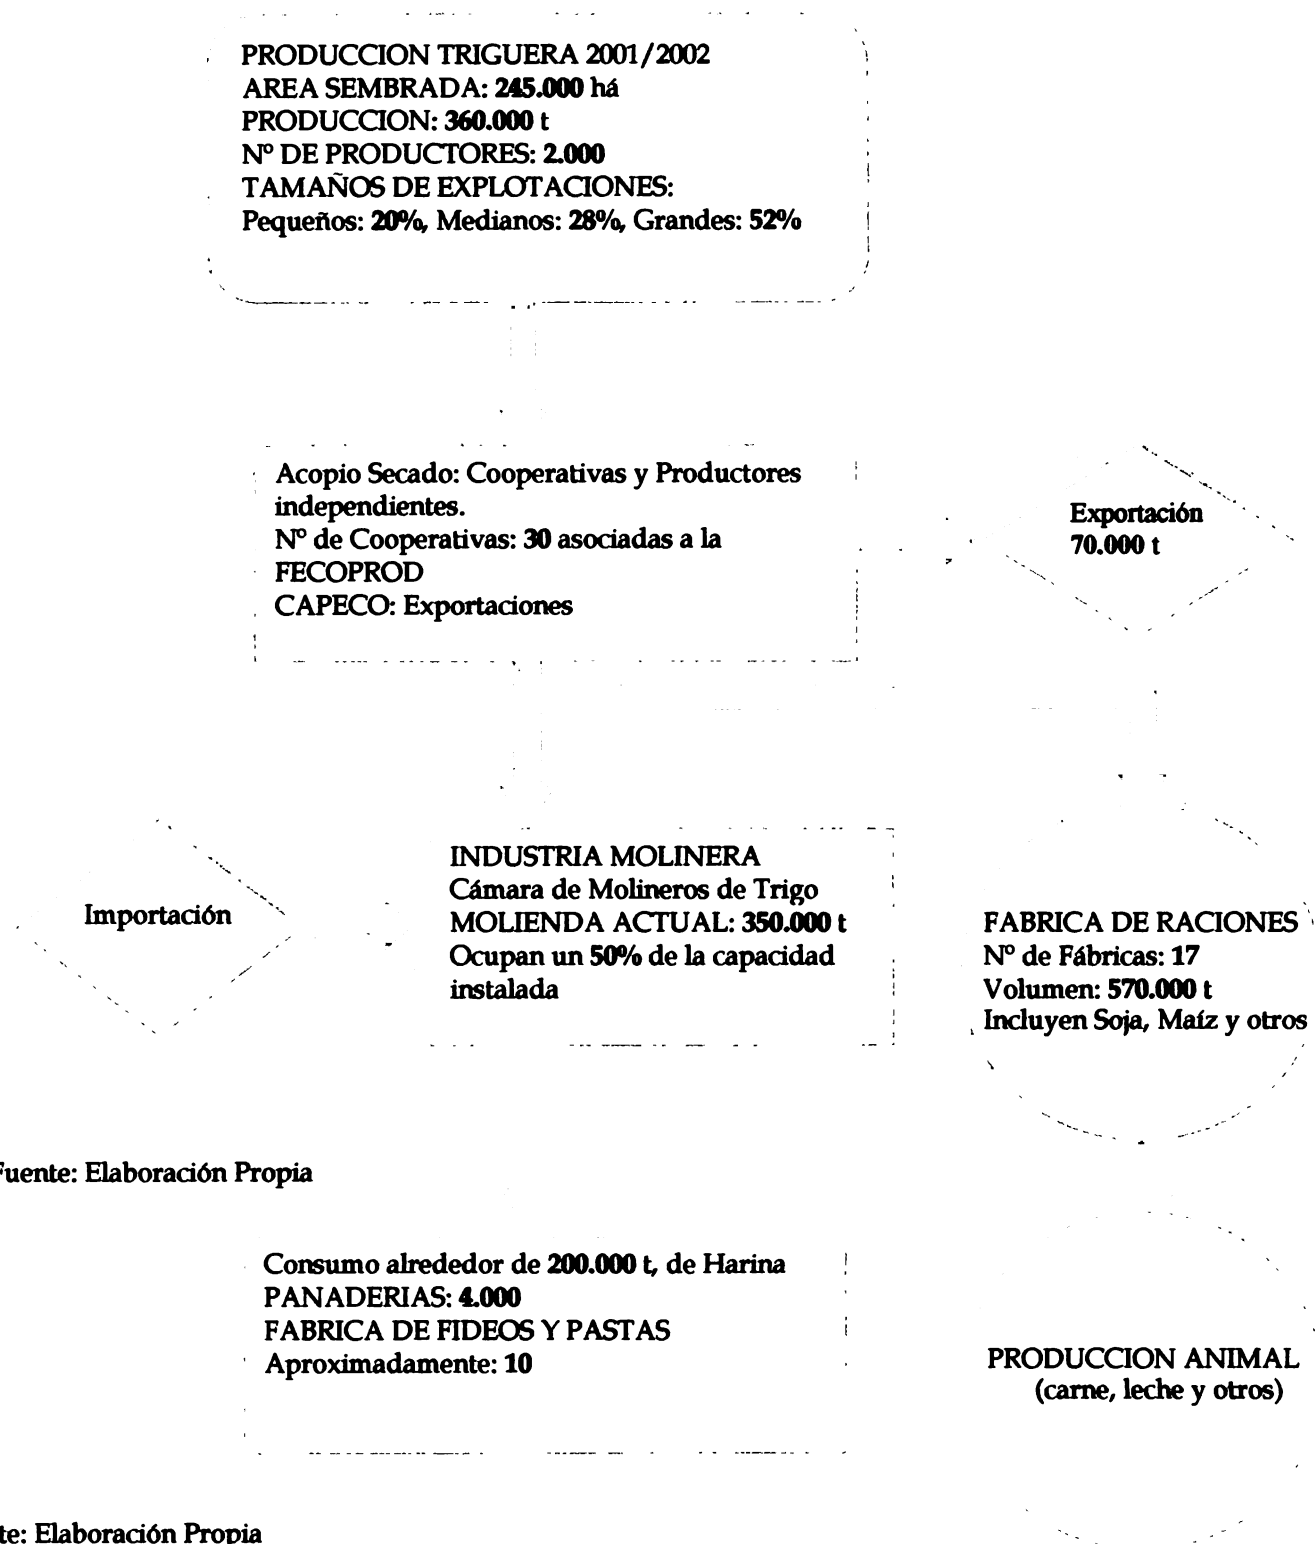 PRODUCCION TRIGUERA 2001/2002
AREA SEMBRADA: 245.000 há
PRODUCCION: 360.000 t
Nº DE PRODUCTORES: 2.000
TAMAÑOS DE EXPLOTACIONES:
Pequeños: 20%, Medianos: 28%, Grandes: 52%
Acopio Secado: Cooperativas y Productores
independientes.
Nº de Cooperativas: 30 asociadas a la
FECOPROD
CAPECO: Exportaciones
Exportación
70.000 t
Importación
INDUSTRIA MOLINERA
Cámara de Molineros de Trigo
MOLIENDA ACTUAL: 350.000 t
Ocupan un 50% de la capacidad
instalada
FABRICA DE RACIONES
Nº de Fábricas: 17
Volumen: 570.000 t
Incluyen Soja, Maíz y otros
Fuente: Elaboración Propia
Consumo alrededor de 200.000 t, de Harina
PANADERIAS: 4.000
FABRICA DE FIDEOS Y PASTAS
Aproximadamente: 10
PRODUCCION ANIMAL
(carne, leche y otros)
te: Elaboración Propia